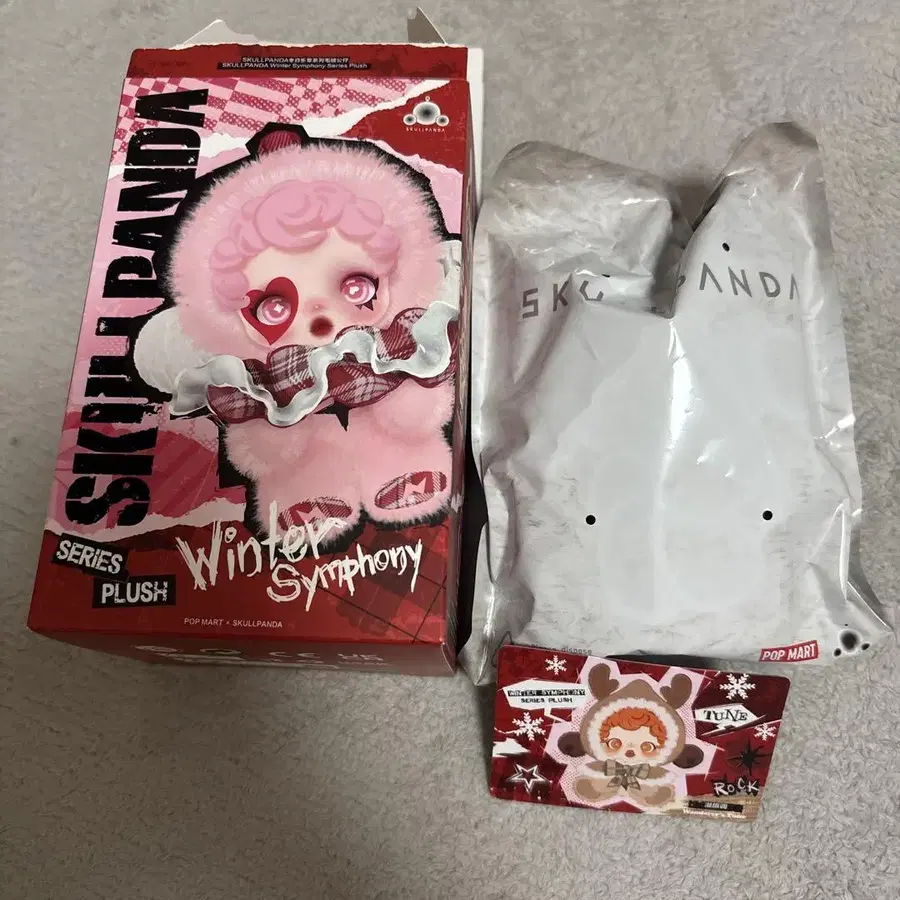 SKULLPANDA冬日乐章系列毛绒公仔
SKULLPANDA Winter Symphony Series Plush
SKULLPANDA
SKULLPANDA
SERIES
PLUSH
Winter
Symphony
POP MART × SKULLPANDA
PANDA
POP MART
WINTER SYMPHONY
SERIES PLUSH
TUNE
ROCK